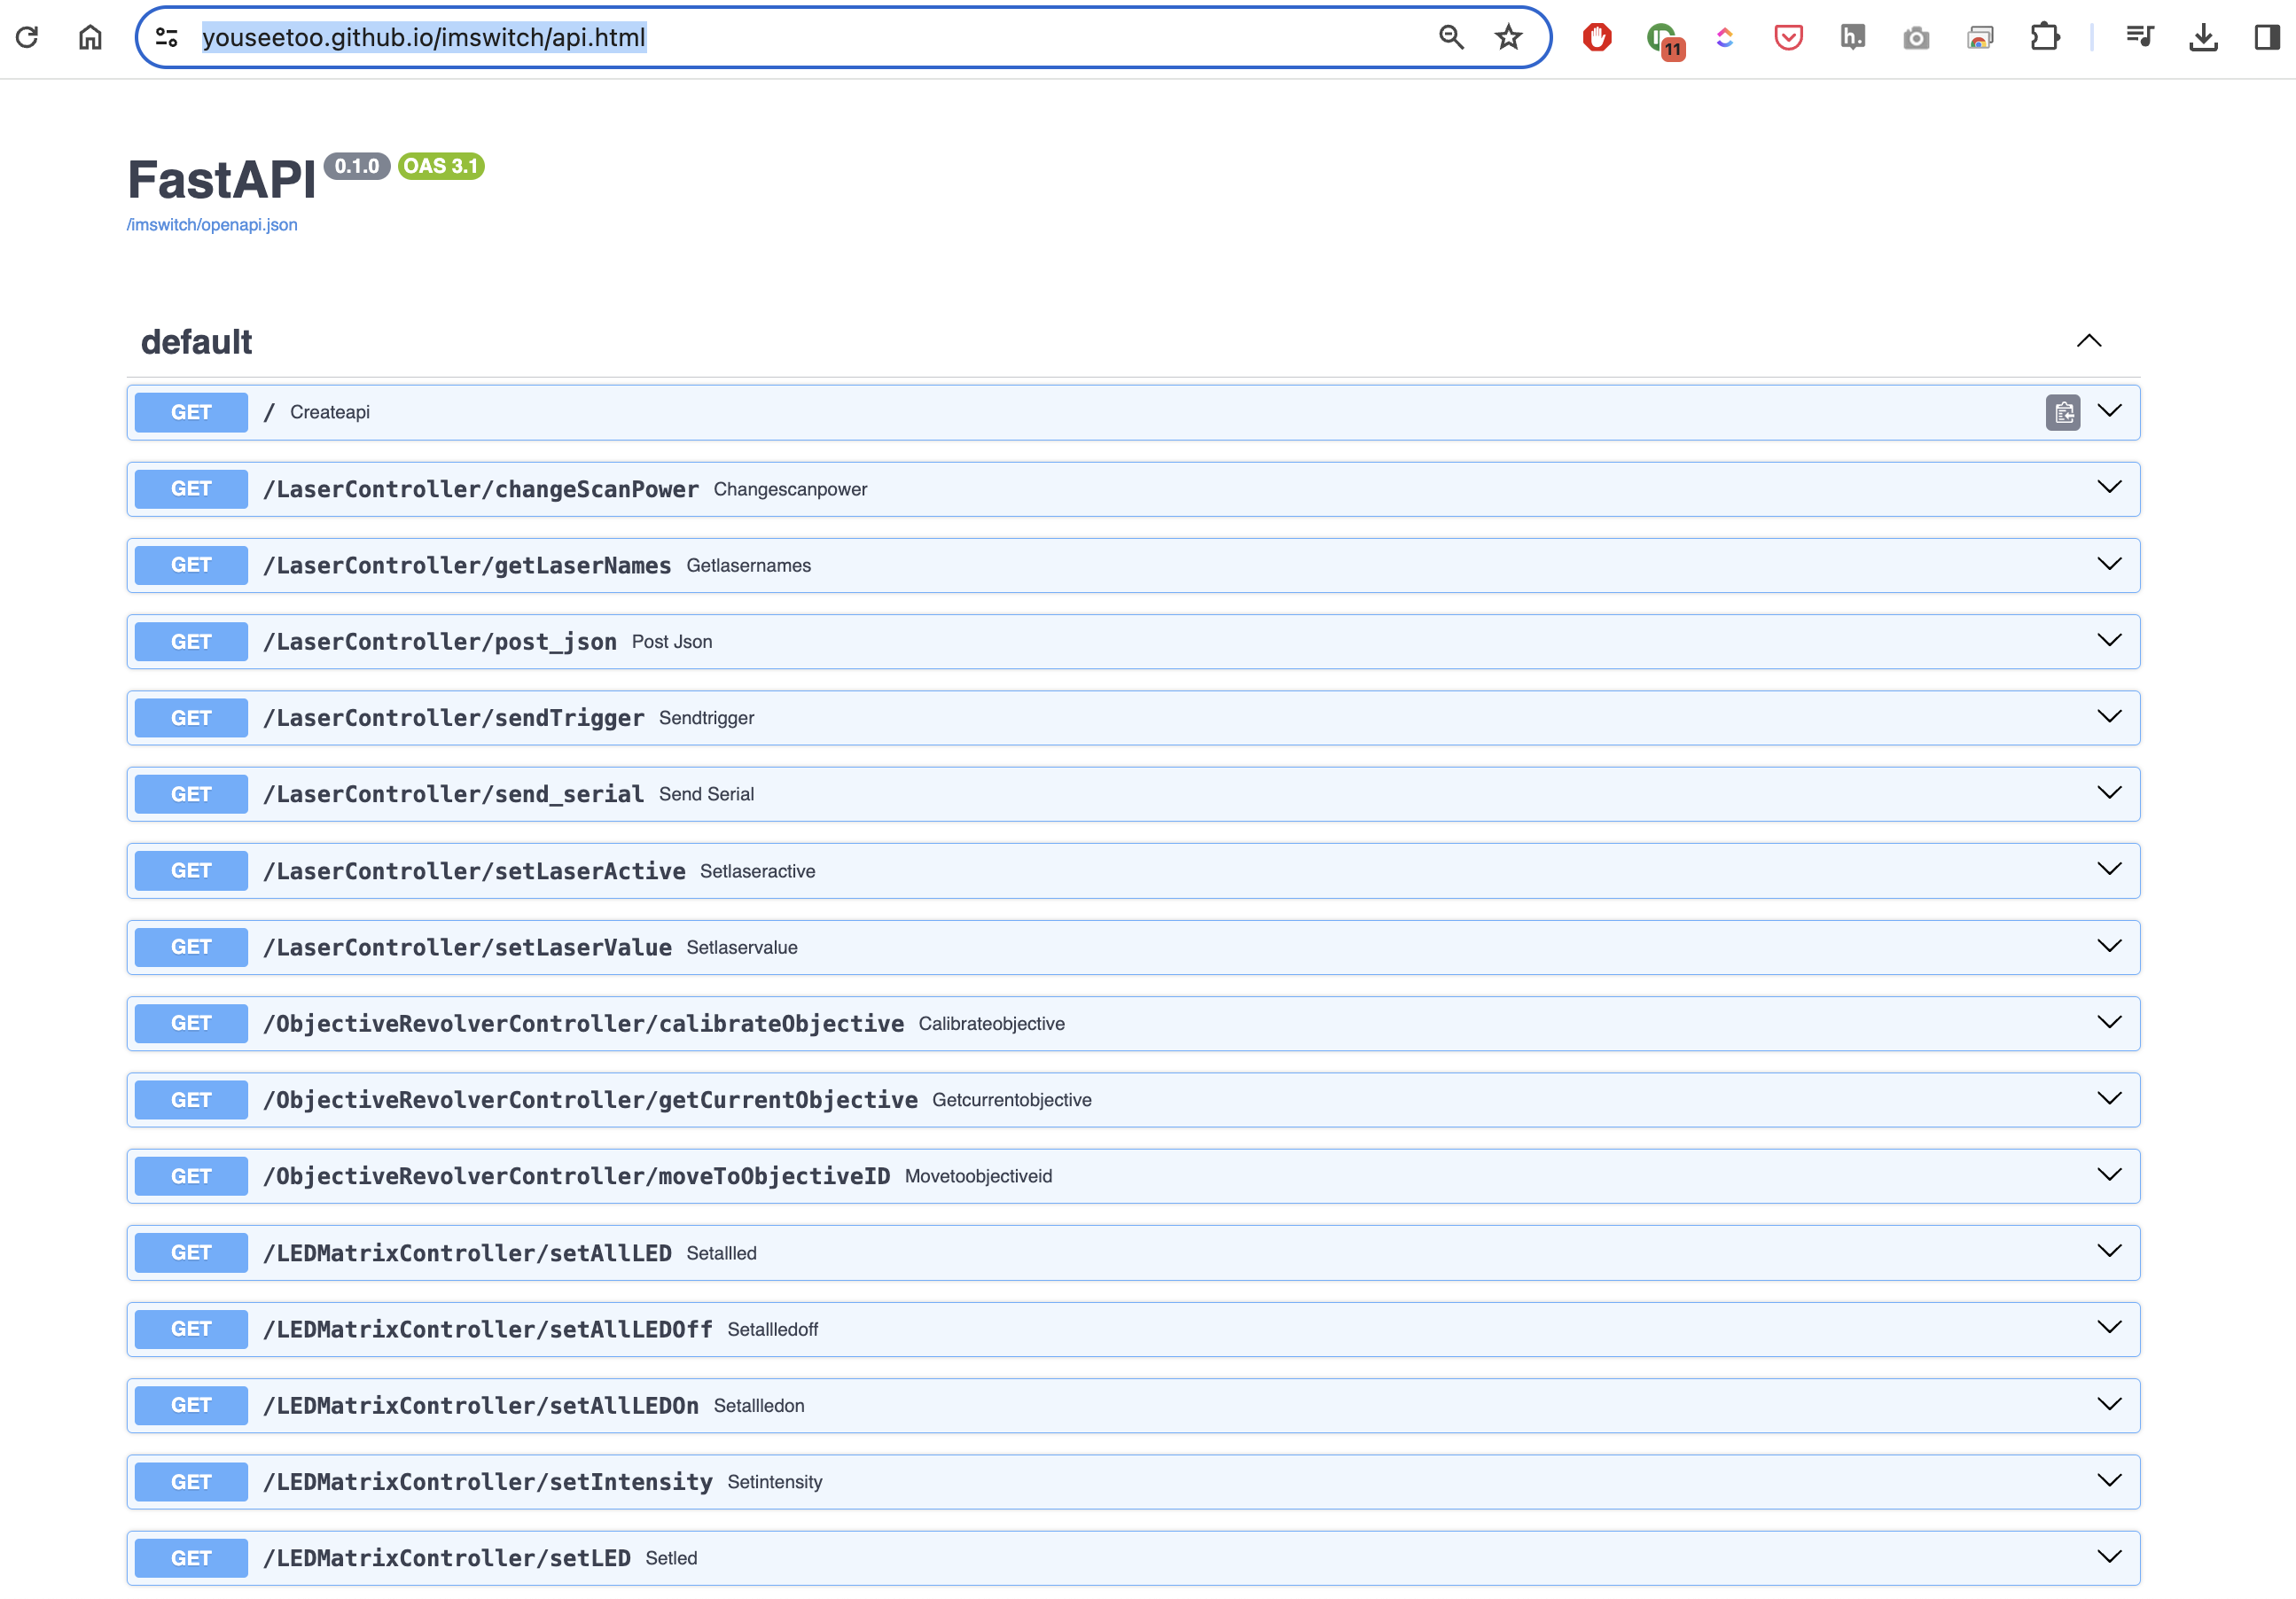 youseetoo.github.io/imswitch/api.html
11
h.
FastAPI 0.1.0 OAS 3.1
/imswitch/openapi.json
default
GET / Createapi
GET /LaserController/changeScanPower Changescanpower
GET /LaserController/getLaserNames Getlasernames
GET /LaserController/post_json Post Json
GET /LaserController/sendTrigger Sendtrigger
GET /LaserController/send_serial Send Serial
GET /LaserController/setLaserActive Setlaseractive
GET /LaserController/setLaserValue Setlaservalue
GET /ObjectiveRevolverController/calibrateObjective Calibrateobjective
GET /ObjectiveRevolverController/getCurrentObjective Getcurrentobjective
GET /ObjectiveRevolverController/moveToObjectiveID Movetoobjectiveid
GET /LEDMatrixController/setAllLED Setallled
GET /LEDMatrixController/setAllLEDOff Setallledoff
GET /LEDMatrixController/setAllLEDOn Setallledon
GET /LEDMatrixController/setIntensity Setintensity
GET /LEDMatrixController/setLED Setled